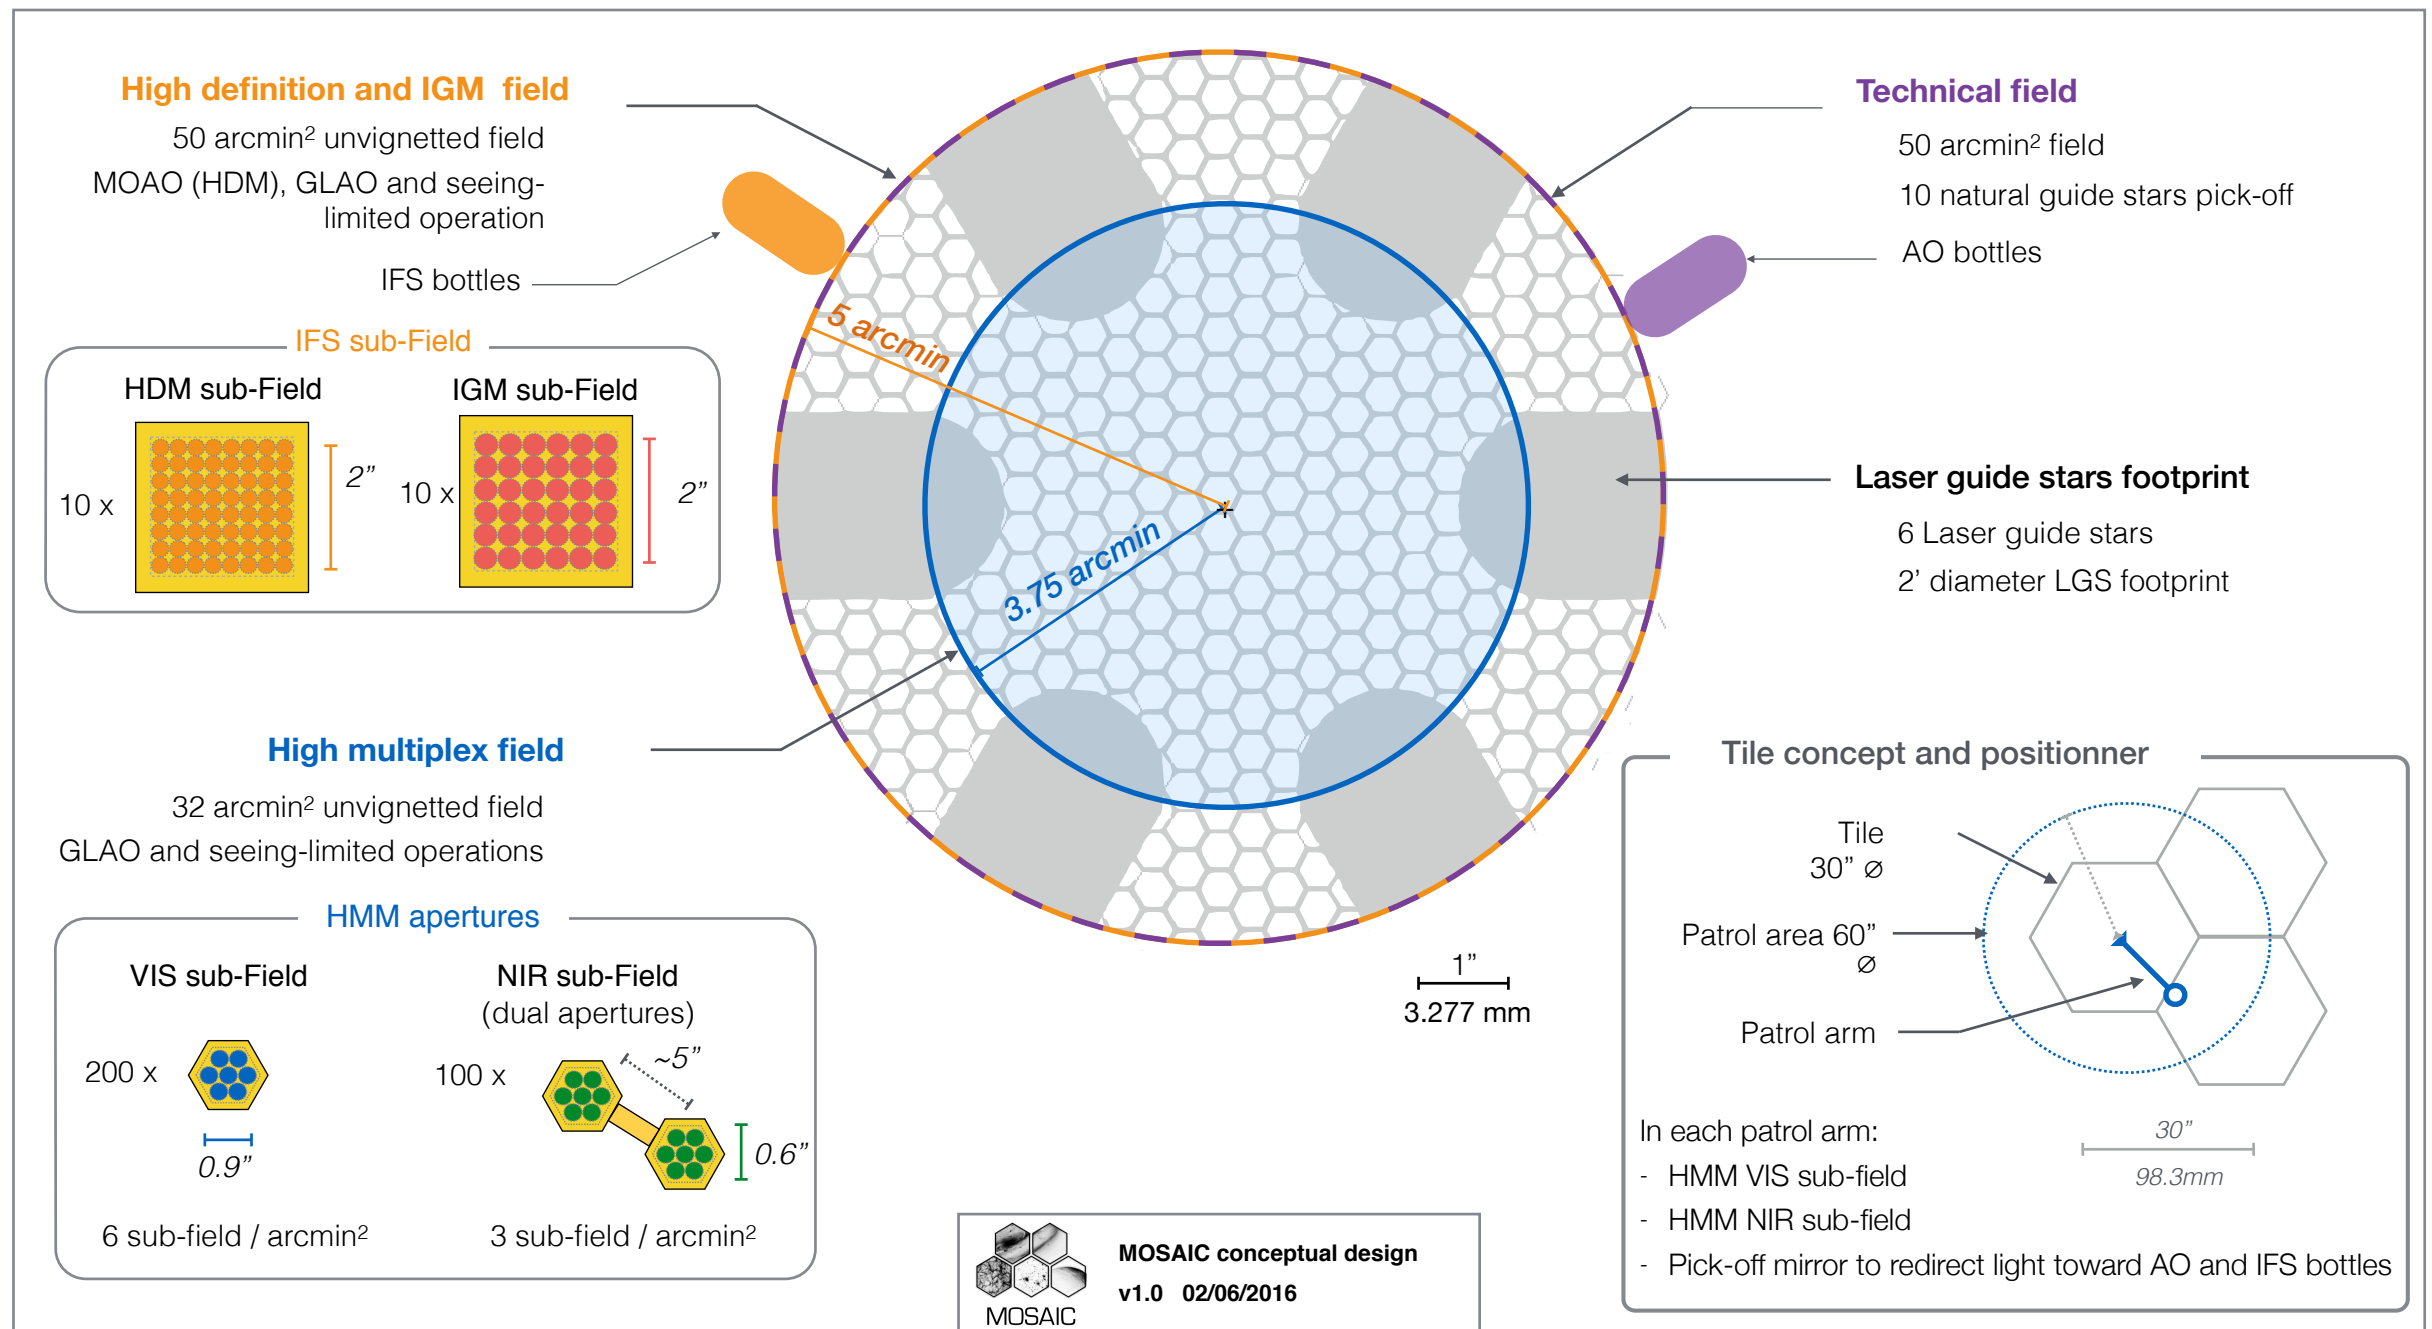 High definition and IGM field
50 arcmin² unvignetted field
MOAO (HDM), GLAO and seeing-
limited operation
IFS bottles
IFS sub-Field
HDM sub-Field
IGM sub-Field
10 x
2”
10 x
2”
5 arcmin
3.75 arcmin
Technical field
50 arcmin² field
10 natural guide stars pick-off
AO bottles
Laser guide stars footprint
6 Laser guide stars
2’ diameter LGS footprint
High multiplex field
32 arcmin² unvignetted field
GLAO and seeing-limited operations
HMM apertures
VIS sub-Field
NIR sub-Field
(dual apertures)
200 x
0.9”
100 x
~5”
0.6”
6 sub-field / arcmin²
3 sub-field / arcmin²
1”
3.277 mm
Tile concept and positionner
Tile
30” ⌀
Patrol area 60”
⌀
Patrol arm
30”
98.3mm
In each patrol arm:
- HMM VIS sub-field
- HMM NIR sub-field
- Pick-off mirror to redirect light toward AO and IFS bottles
MOSAIC
MOSAIC conceptual design
v1.0 02/06/2016